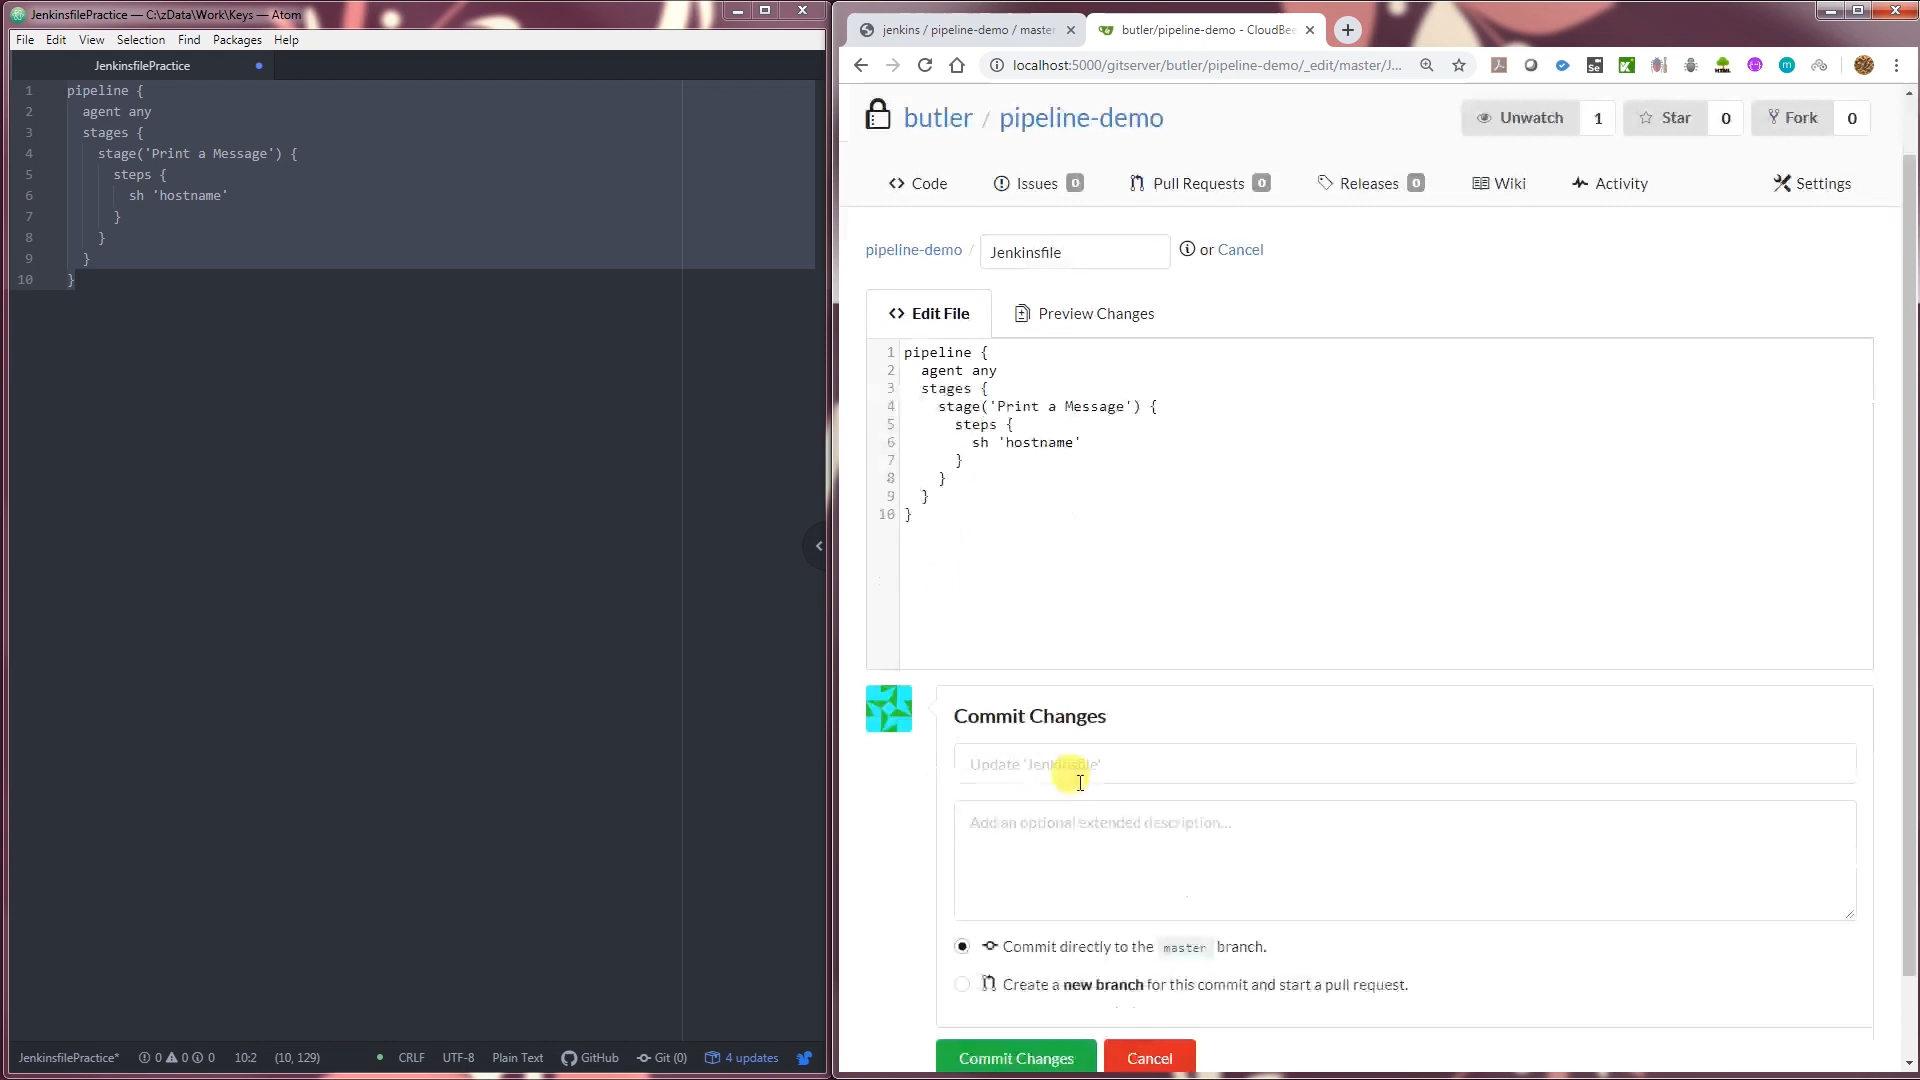 JenkinsfilePractice — C:\zData\Work\Keys — Atom
File Edit View Selection Find Packages Help
JenkinsfilePractice
1 pipeline {
2 agent any
3 stages {
4 stage('Print a Message') {
5 steps {
6 sh 'hostname'
7 }
8 }
9 }
10 }
JenkinsfilePractice* 0 0 0 10:2 (10, 129) CRLF UTF-8 Plain Text GitHub Git (0) 4 updates
jenkins / pipeline-demo / master
butler/pipeline-demo - CloudBee
localhost:5000/gitserver/butler/pipeline-demo/_edit/master/J...
butler / pipeline-demo
Unwatch 1 Star 0 Fork 0
Code Issues 0 Pull Requests 0 Releases 0 Wiki Activity Settings
pipeline-demo / Jenkinsfile or Cancel
Edit File Preview Changes
1 pipeline {
2 agent any
3 stages {
4 stage('Print a Message') {
5 steps {
6 sh 'hostname'
7 }
8 }
9 }
10 }
Commit Changes
Update 'Jenkinsfile'
Add an optional extended description...
Commit directly to the master branch.
Create a new branch for this commit and start a pull request.
Commit Changes Cancel